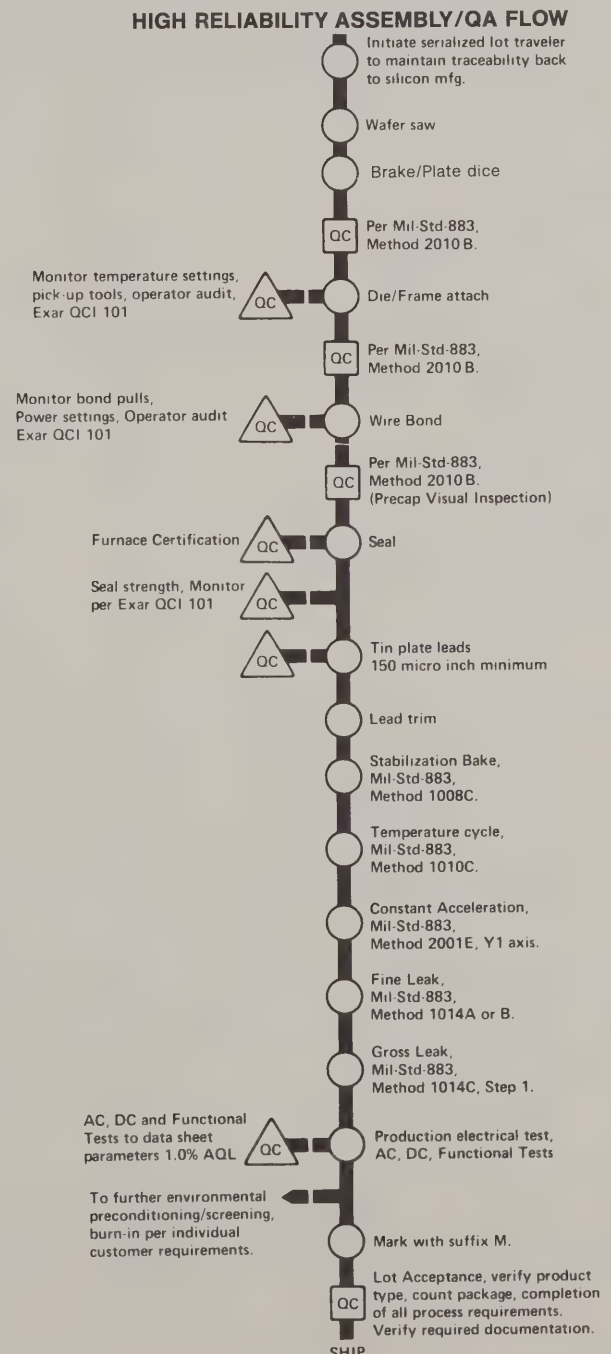 HIGH RELIABILITY ASSEMBLY/QA FLOW
Initiate serialized lot traveler
to maintain traceability back
to silicon mfg.
Wafer saw
Brake/Plate dice
QC
Per Mil-Std-883,
Method 2010 B.
Monitor temperature settings,
pick-up tools, operator audit,
Exar QCI 101
QC
Die/Frame attach
QC
Per Mil-Std-883,
Method 2010 B.
Monitor bond pulls,
Power settings, Operator audit
Exar QCI 101
QC
Wire Bond
QC
Per Mil-Std-883,
Method 2010 B.
(Precap Visual Inspection)
Furnace Certification
QC
Seal
Seal strength, Monitor
per Exar QCI 101
QC
QC
Tin plate leads
150 micro inch minimum
Lead trim
Stabilization Bake,
Mil-Std-883,
Method 1008C.
Temperature cycle,
Mil-Std-883,
Method 1010C.
Constant Acceleration,
Mil-Std-883,
Method 2001E, Y1 axis.
Fine Leak,
Mil-Std-883,
Method 1014A or B.
Gross Leak,
Mil-Std-883,
Method 1014C, Step 1.
AC, DC and Functional
Tests to data sheet
parameters 1.0% AQL
QC
Production electrical test,
AC, DC, Functional Tests
To further environmental
preconditioning/screening,
burn-in per individual
customer requirements.
Mark with suffix M.
QC
Lot Acceptance, verify product
type, count package, completion
of all process requirements.
Verify required documentation.
SHIP